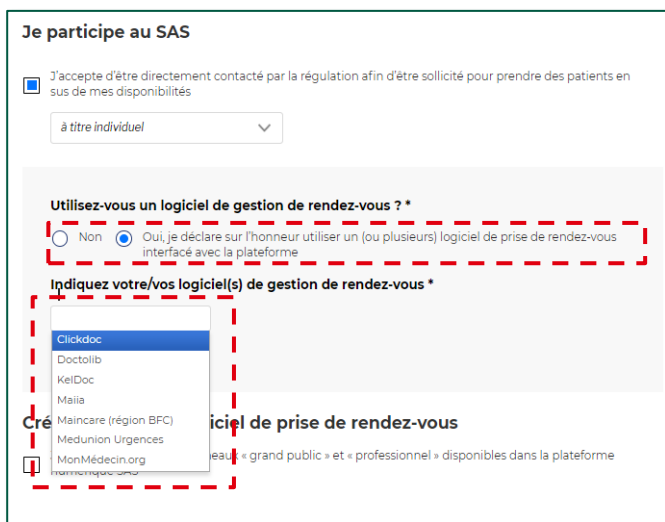 Je participe au SAS
J'accepte d'être directement contacté par la régulation afin d'être sollicité pour prendre des patients en
sus de mes disponibilités
à titre individuel
Utilisez-vous un logiciel de gestion de rendez-vous ? *
Non
Oui, je déclare sur l'honneur utiliser un (ou plusieurs) logiciel de prise de rendez-vous
interfacé avec la plateforme
Indiquez votre/vos logiciel(s) de gestion de rendez-vous *
Clickdoc
Doctolib
KelDoc
Maiia
Maincare (région BFC)
Medunion Urgences
MonMédecin.org
Cré iciel de prise de rendez-vous
eaux « grand public » et « professionnel » disponibles dans la plateforme
SAS